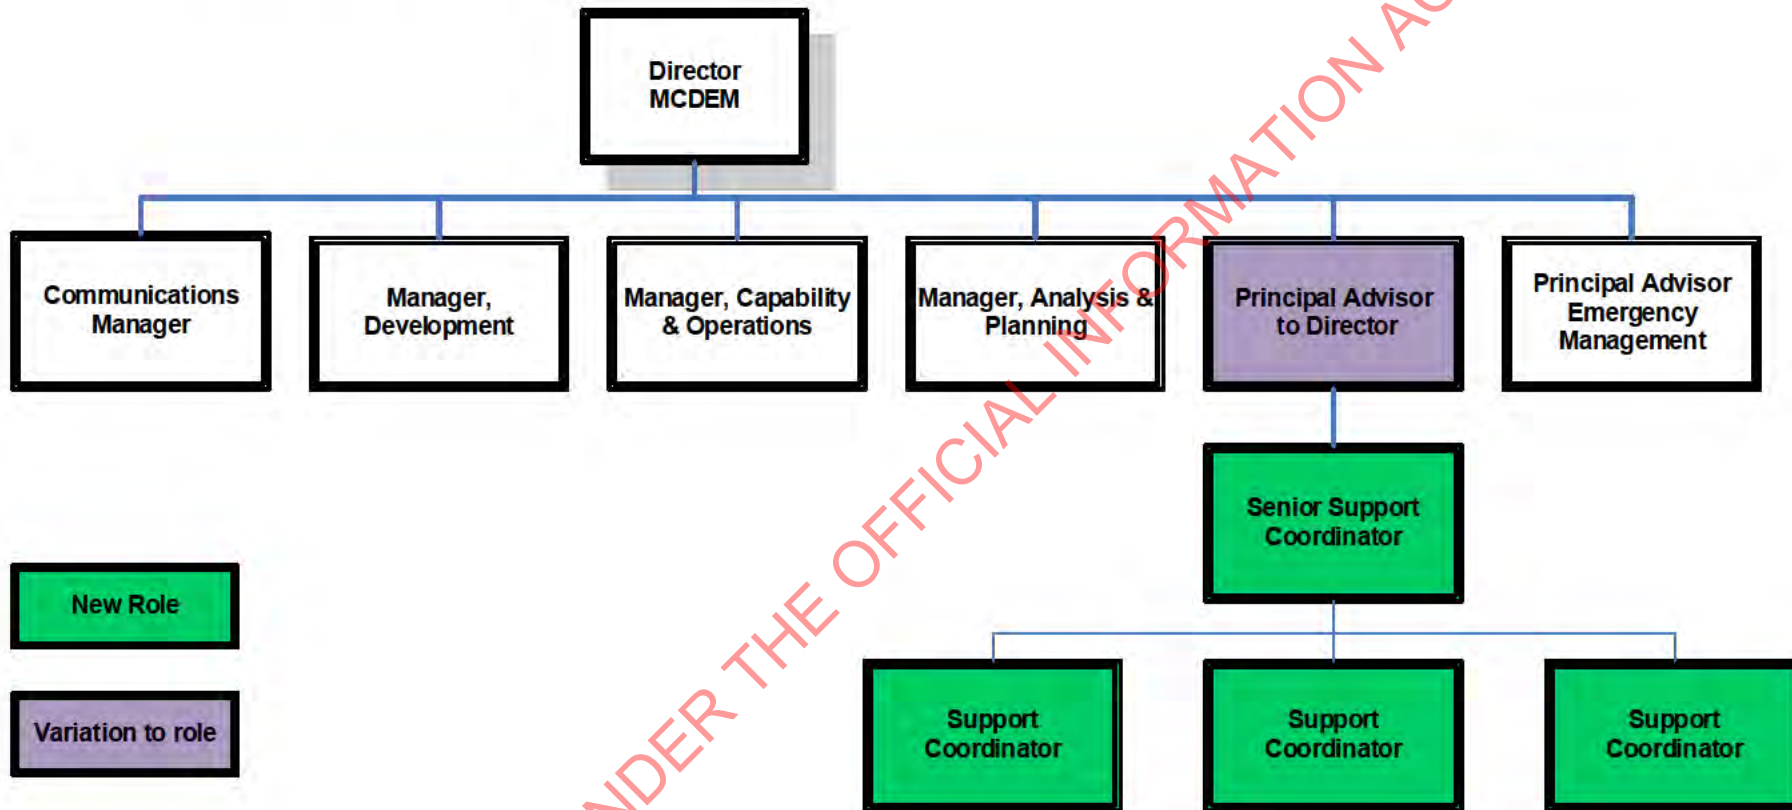 Director
MCDEM
Communications
Manager
Manager,
Development
Manager, Capability
& Operations
Manager, Analysis &
Planning
Principal Advisor
to Director
Principal Advisor
Emergency
Management
Senior Support
Coordinator
New Role
Variation to role
Support
Coordinator
Support
Coordinator
Support
Coordinator
UNDER THE OFFICIAL INFORMATION